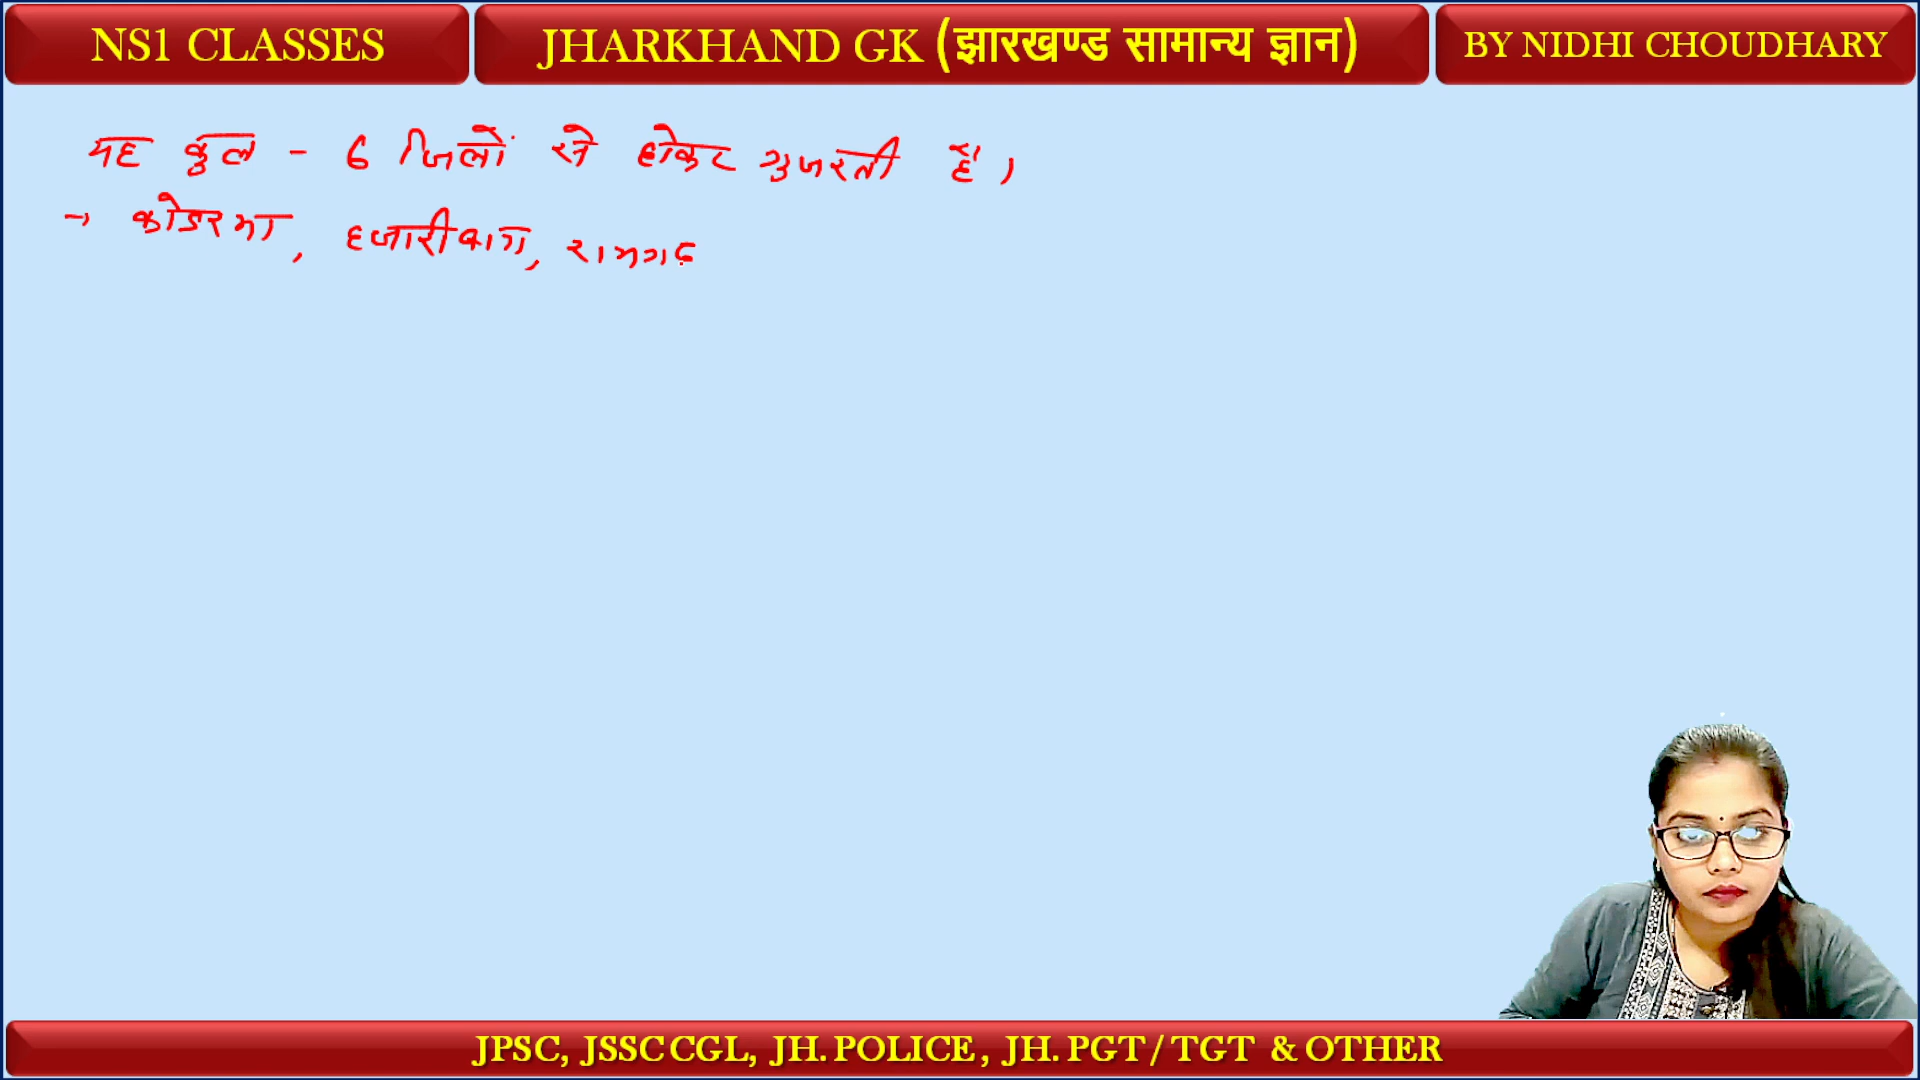 NS1 CLASSES
JHARKHAND GK (झारखण्ड सामान्य ज्ञान)
BY NIDHI CHOUDHARY
यह कुल - 6 जिलों से होकर गुजरती है।
→ कोडरमा, हजारीबाग, रामगढ़
JPSC, JSSC CGL, JH. POLICE, JH. PGT / TGT & OTHER